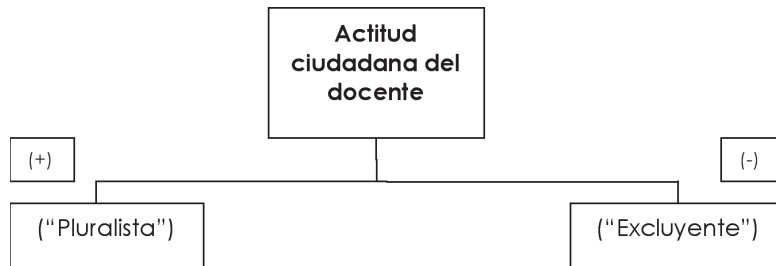 Actitud
ciudadana del
docente
(+)
(-)
(“Pluralista”)
(“Excluyente”)